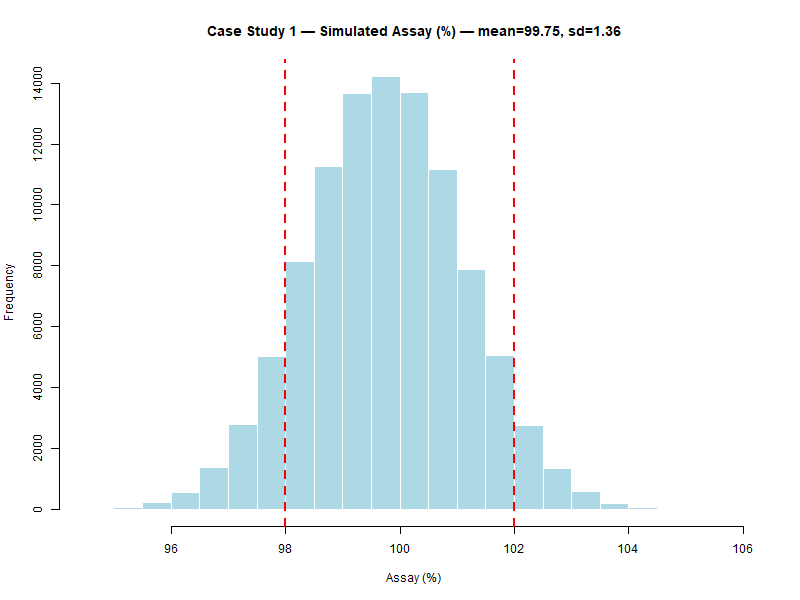 Case Study 1 — Simulated Assay (%) — mean=99.75, sd=1.36
Frequency
14000
12000
10000
8000
6000
4000
2000
0
96 98 100 102 104 106
Assay (%)